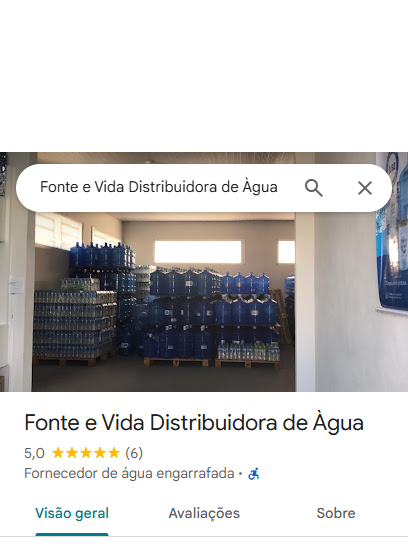 Fonte e Vida Distribuidora de Àgua
Fonte e Vida Distribuidora de Àgua
5,0 (6)
Fornecedor de água engarrafada ·
Visão geral Avaliações Sobre